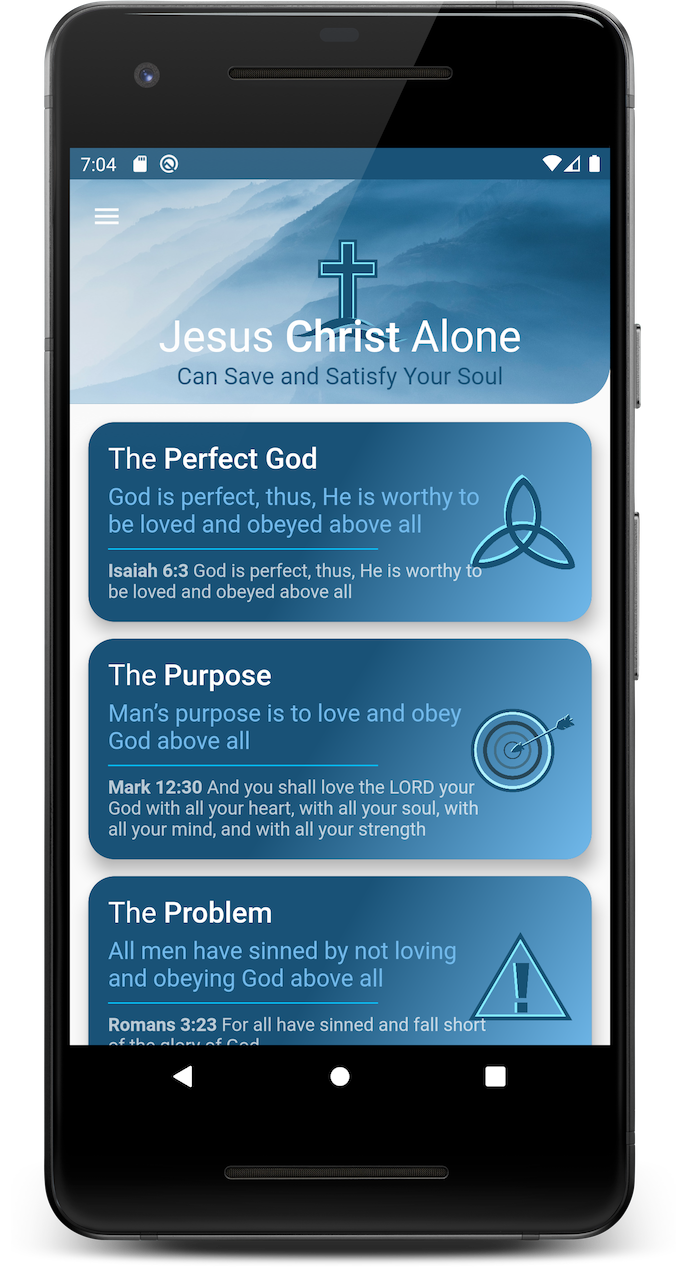 7:04
Jesus Christ Alone
Can Save and Satisfy Your Soul
The Perfect God
God is perfect, thus, He is worthy to
be loved and obeyed above all
Isaiah 6:3 God is perfect, thus, He is worthy to
be loved and obeyed above all
The Purpose
Man’s purpose is to love and obey
God above all
Mark 12:30 And you shall love the LORD your
God with all your heart, with all your soul, with
all your mind, and with all your strength
The Problem
All men have sinned by not loving
and obeying God above all
Romans 3:23 For all have sinned and fall short
of the glory of God